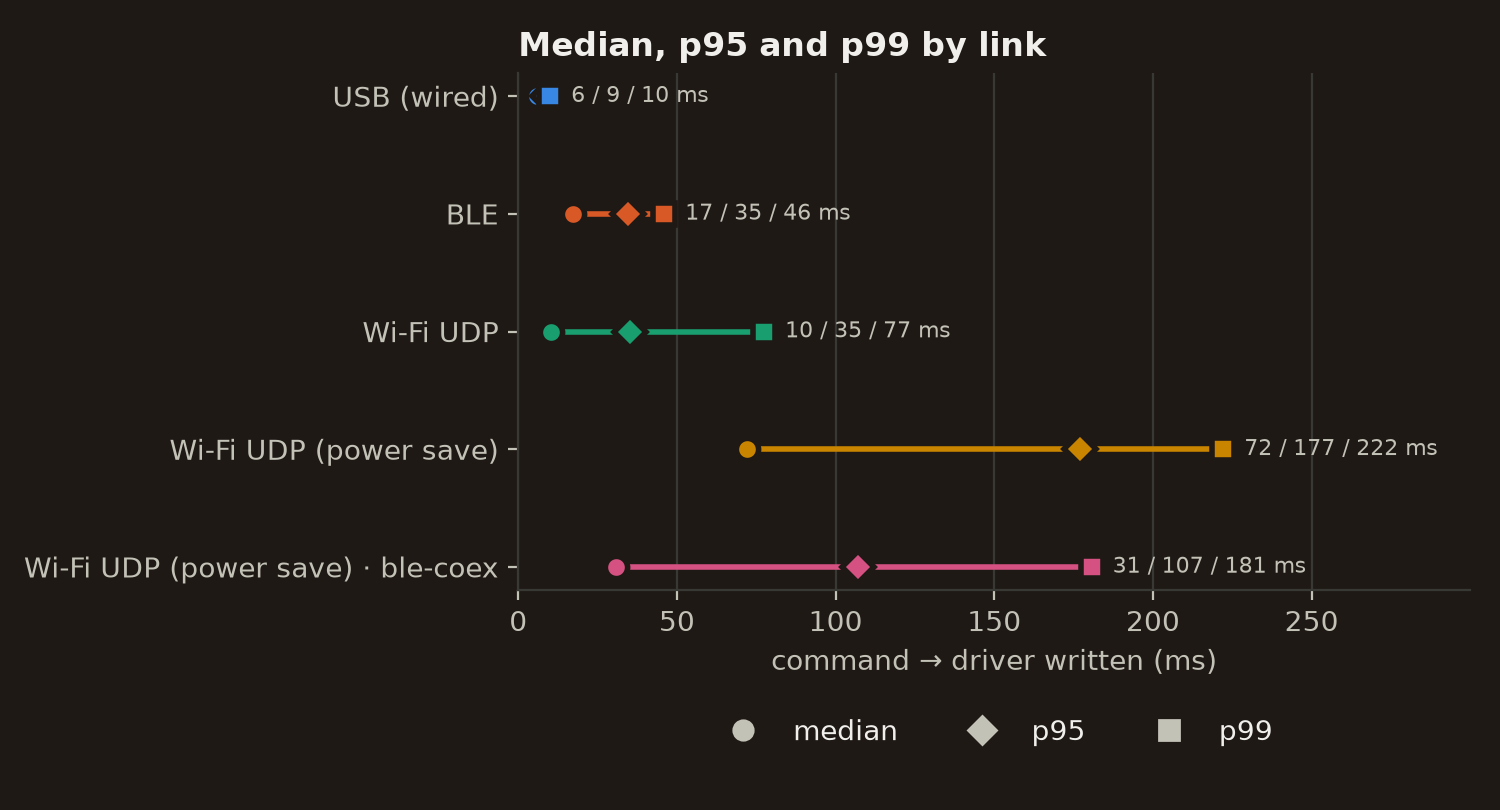 Median, p95 and p99 by link
USB (wired)
6 / 9 / 10 ms
BLE
17 / 35 / 46 ms
Wi-Fi UDP
10 / 35 / 77 ms
Wi-Fi UDP (power save)
72 / 177 / 222 ms
Wi-Fi UDP (power save) · ble-coex
31 / 107 / 181 ms
0 50 100 150 200 250
command → driver written (ms)
median p95 p99